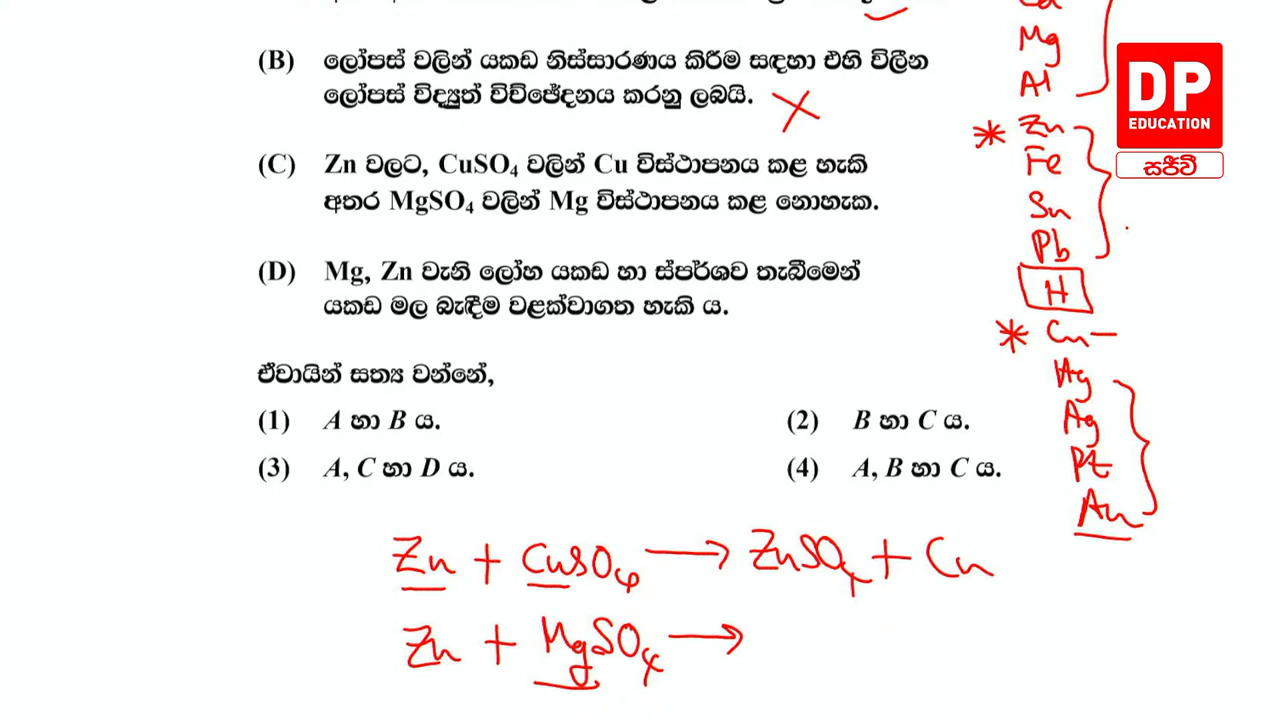 (B) ලෝපස් වලින් යකඩ නිස්සාරණය කිරීම සඳහා එහි විලීන
ලෝපස් විද්‍යුත් විච්ඡේදනය කරනු ලබයි.
(C) Zn වලට, CuSO₄ වලින් Cu විස්ථාපනය කළ හැකි
අතර MgSO₄ වලින් Mg විස්ථාපනය කළ නොහැක.
(D) Mg, Zn වැනි ලෝහ යකඩ හා ස්පර්ශව තැබීමෙන්
යකඩ මල බැඳීම වළක්වාගත හැකි ය.
ඒවායින් සත්‍ය වන්නේ,
(1) A හා B ය.
(2) B හා C ය.
(3) A, C හා D ය.
(4) A, B හා C ය.
Zn + CuSO₄ → ZnSO₄ + Cu
Zn + MgSO₄ →
Mg
Al
* Zn
Fe
Sn
Pb
H
* Cu
Hg
Ag
Pt
Au
DP
EDUCATION
සජීවී